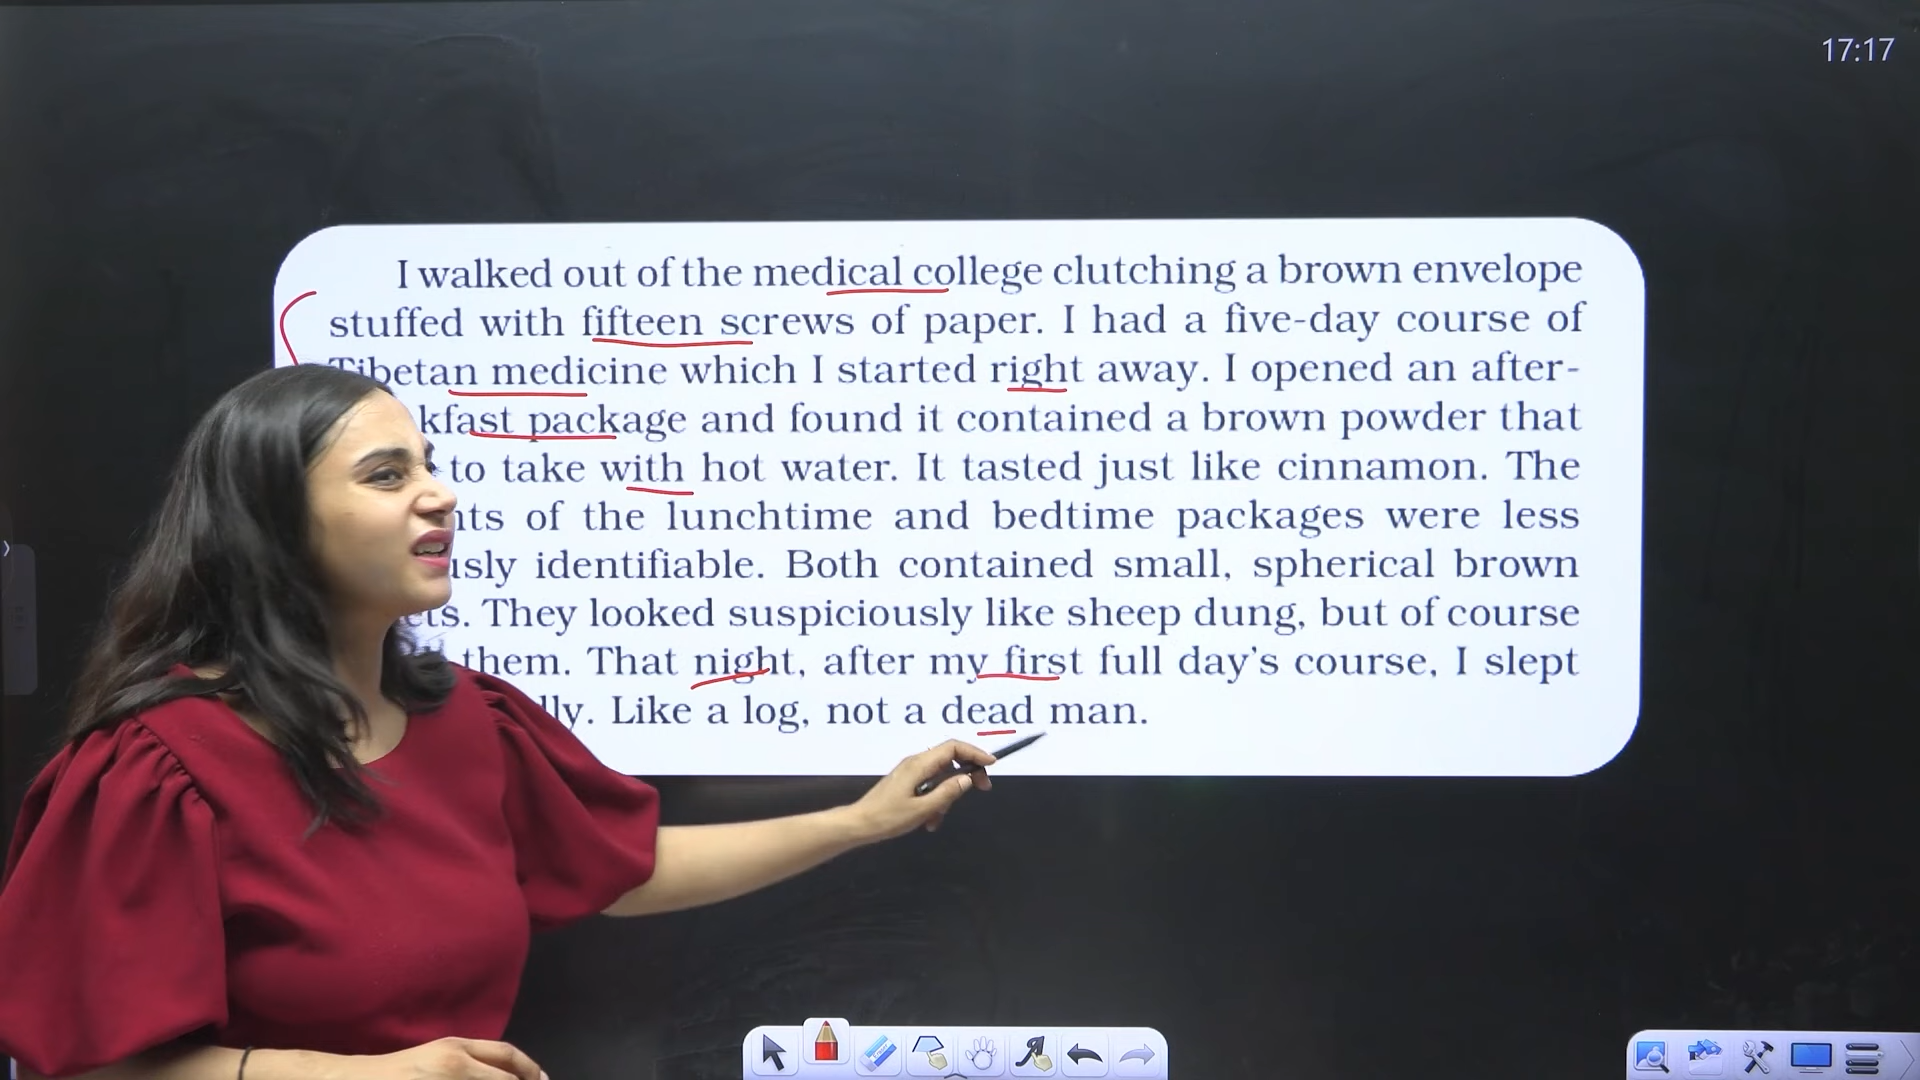 17:17
I walked out of the medical college clutching a brown envelope
stuffed with fifteen screws of paper. I had a five-day course of
Tibetan medicine which I started right away. I opened an after-
kfast package and found it contained a brown powder that
to take with hot water. It tasted just like cinnamon. The
nts of the lunchtime and bedtime packages were less
usly identifiable. Both contained small, spherical brown
ets. They looked suspiciously like sheep dung, but of course
them. That night, after my first full day's course, I slept
lly. Like a log, not a dead man.